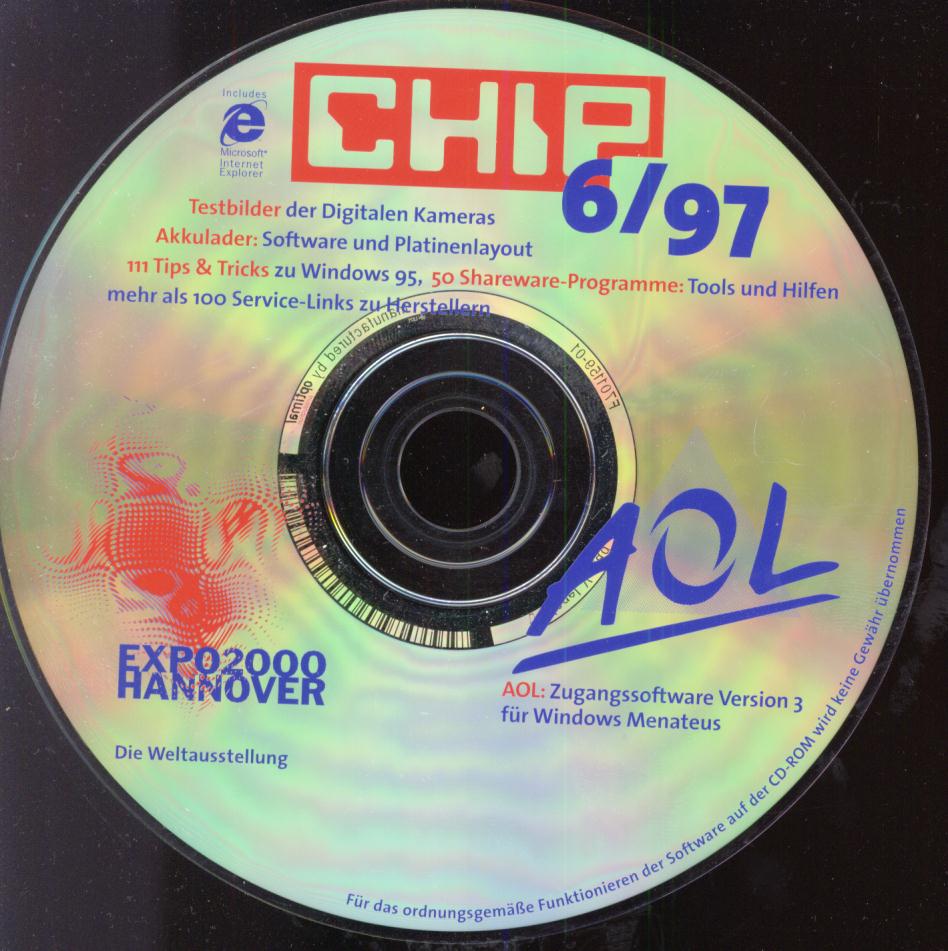 Includes
Microsoft®
Internet
Explorer
CHIP
6/97
Testbilder der Digitalen Kameras
Akkulader: Software und Platinenlayout
111 Tips & Tricks zu Windows 95, 50 Shareware-Programme: Tools und Hilfen
mehr als 100 Service-Links zu Herstellern
manufactured by optimal
F701159-01
EXPO2000
HANNOVER
Die Weltausstellung
AOL
AOL: Zugangssoftware Version 3
für Windows Menateus
Für das ordnungsgemäße Funktionieren der Software auf der CD-ROM wird keine Gewähr übernommen